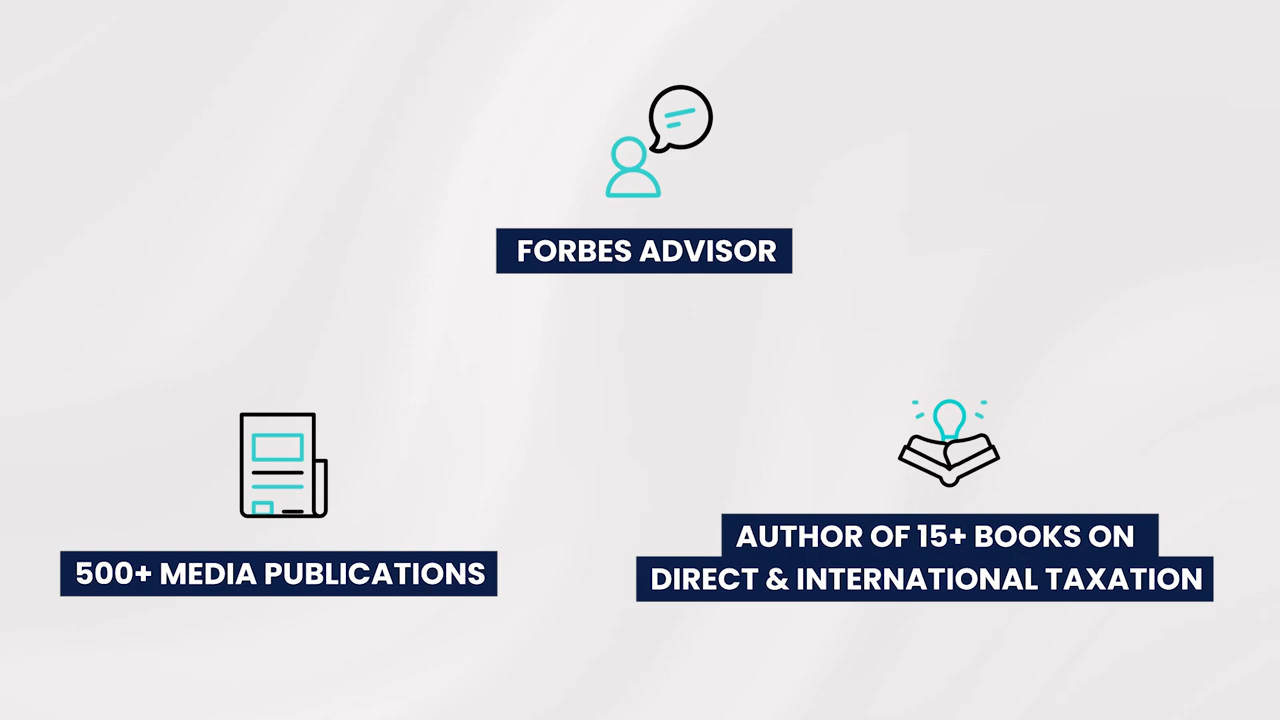 FORBES ADVISOR
500+ MEDIA PUBLICATIONS
AUTHOR OF 15+ BOOKS ON
DIRECT & INTERNATIONAL TAXATION